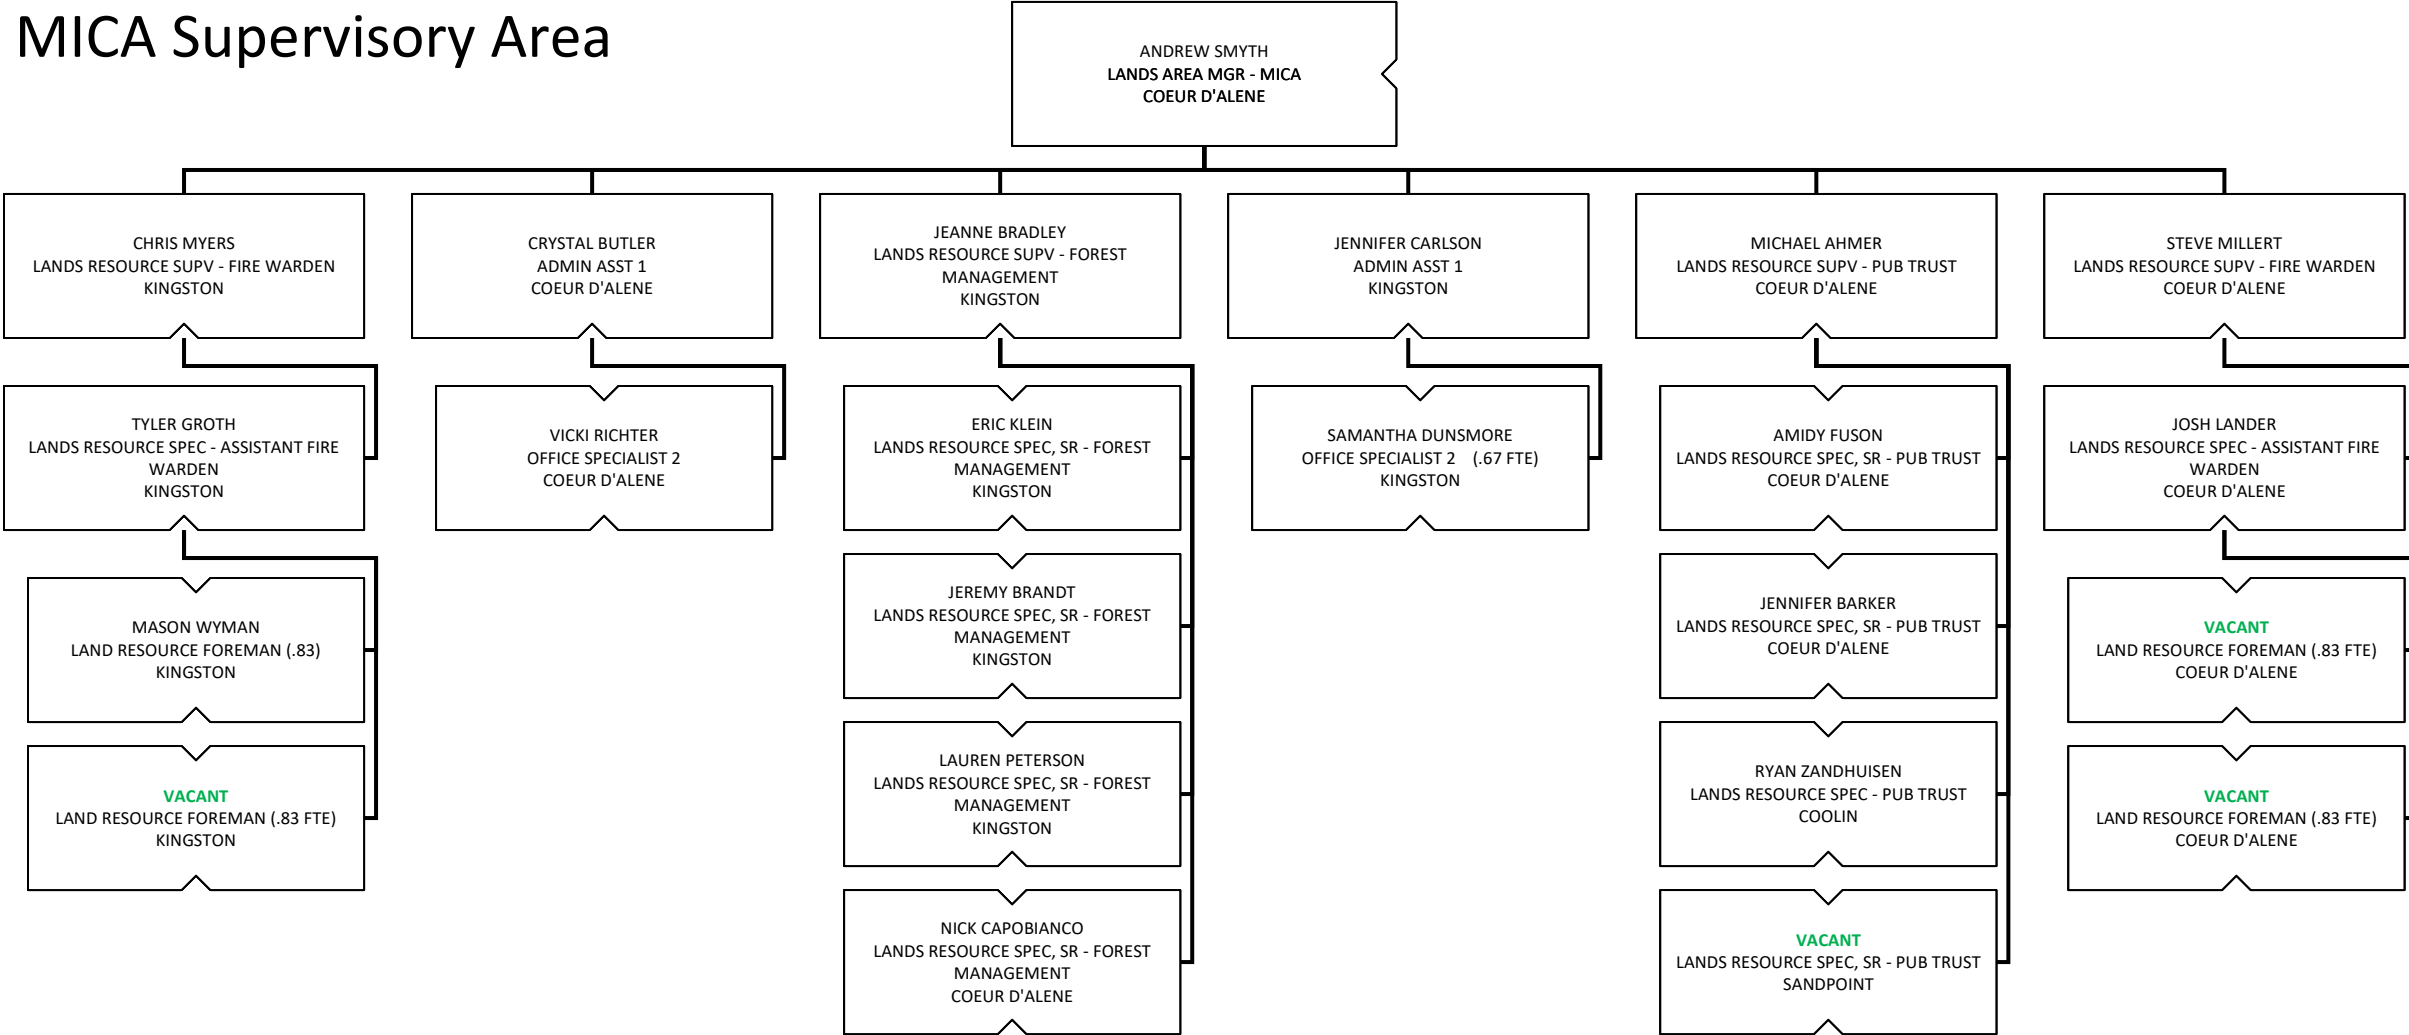 MICA Supervisory Area
ANDREW SMYTH
LANDS AREA MGR - MICA
COEUR D'ALENE
CHRIS MYERS
LANDS RESOURCE SUPV - FIRE WARDEN
KINGSTON
CRYSTAL BUTLER
ADMIN ASST 1
COEUR D'ALENE
JEANNE BRADLEY
LANDS RESOURCE SUPV - FOREST
MANAGEMENT
KINGSTON
JENNIFER CARLSON
ADMIN ASST 1
KINGSTON
MICHAEL AHMER
LANDS RESOURCE SUPV - PUB TRUST
COEUR D'ALENE
STEVE MILLERT
LANDS RESOURCE SUPV - FIRE WARDEN
COEUR D'ALENE
TYLER GROTH
LANDS RESOURCE SPEC - ASSISTANT FIRE
WARDEN
KINGSTON
VICKI RICHTER
OFFICE SPECIALIST 2
COEUR D'ALENE
ERIC KLEIN
LANDS RESOURCE SPEC, SR - FOREST
MANAGEMENT
KINGSTON
SAMANTHA DUNSMORE
OFFICE SPECIALIST 2 (.67 FTE)
KINGSTON
AMIDY FUSON
LANDS RESOURCE SPEC, SR - PUB TRUST
COEUR D'ALENE
JOSH LANDER
LANDS RESOURCE SPEC - ASSISTANT FIRE
WARDEN
COEUR D'ALENE
MASON WYMAN
LAND RESOURCE FOREMAN (.83)
KINGSTON
JEREMY BRANDT
LANDS RESOURCE SPEC, SR - FOREST
MANAGEMENT
KINGSTON
JENNIFER BARKER
LANDS RESOURCE SPEC, SR - PUB TRUST
COEUR D'ALENE
VACANT
LAND RESOURCE FOREMAN (.83 FTE)
COEUR D'ALENE
VACANT
LAND RESOURCE FOREMAN (.83 FTE)
KINGSTON
LAUREN PETERSON
LANDS RESOURCE SPEC, SR - FOREST
MANAGEMENT
KINGSTON
RYAN ZANDHUISEN
LANDS RESOURCE SPEC - PUB TRUST
COOLIN
VACANT
LAND RESOURCE FOREMAN (.83 FTE)
COEUR D'ALENE
NICK CAPOBIANCO
LANDS RESOURCE SPEC, SR - FOREST
MANAGEMENT
COEUR D'ALENE
VACANT
LANDS RESOURCE SPEC, SR - PUB TRUST
SANDPOINT